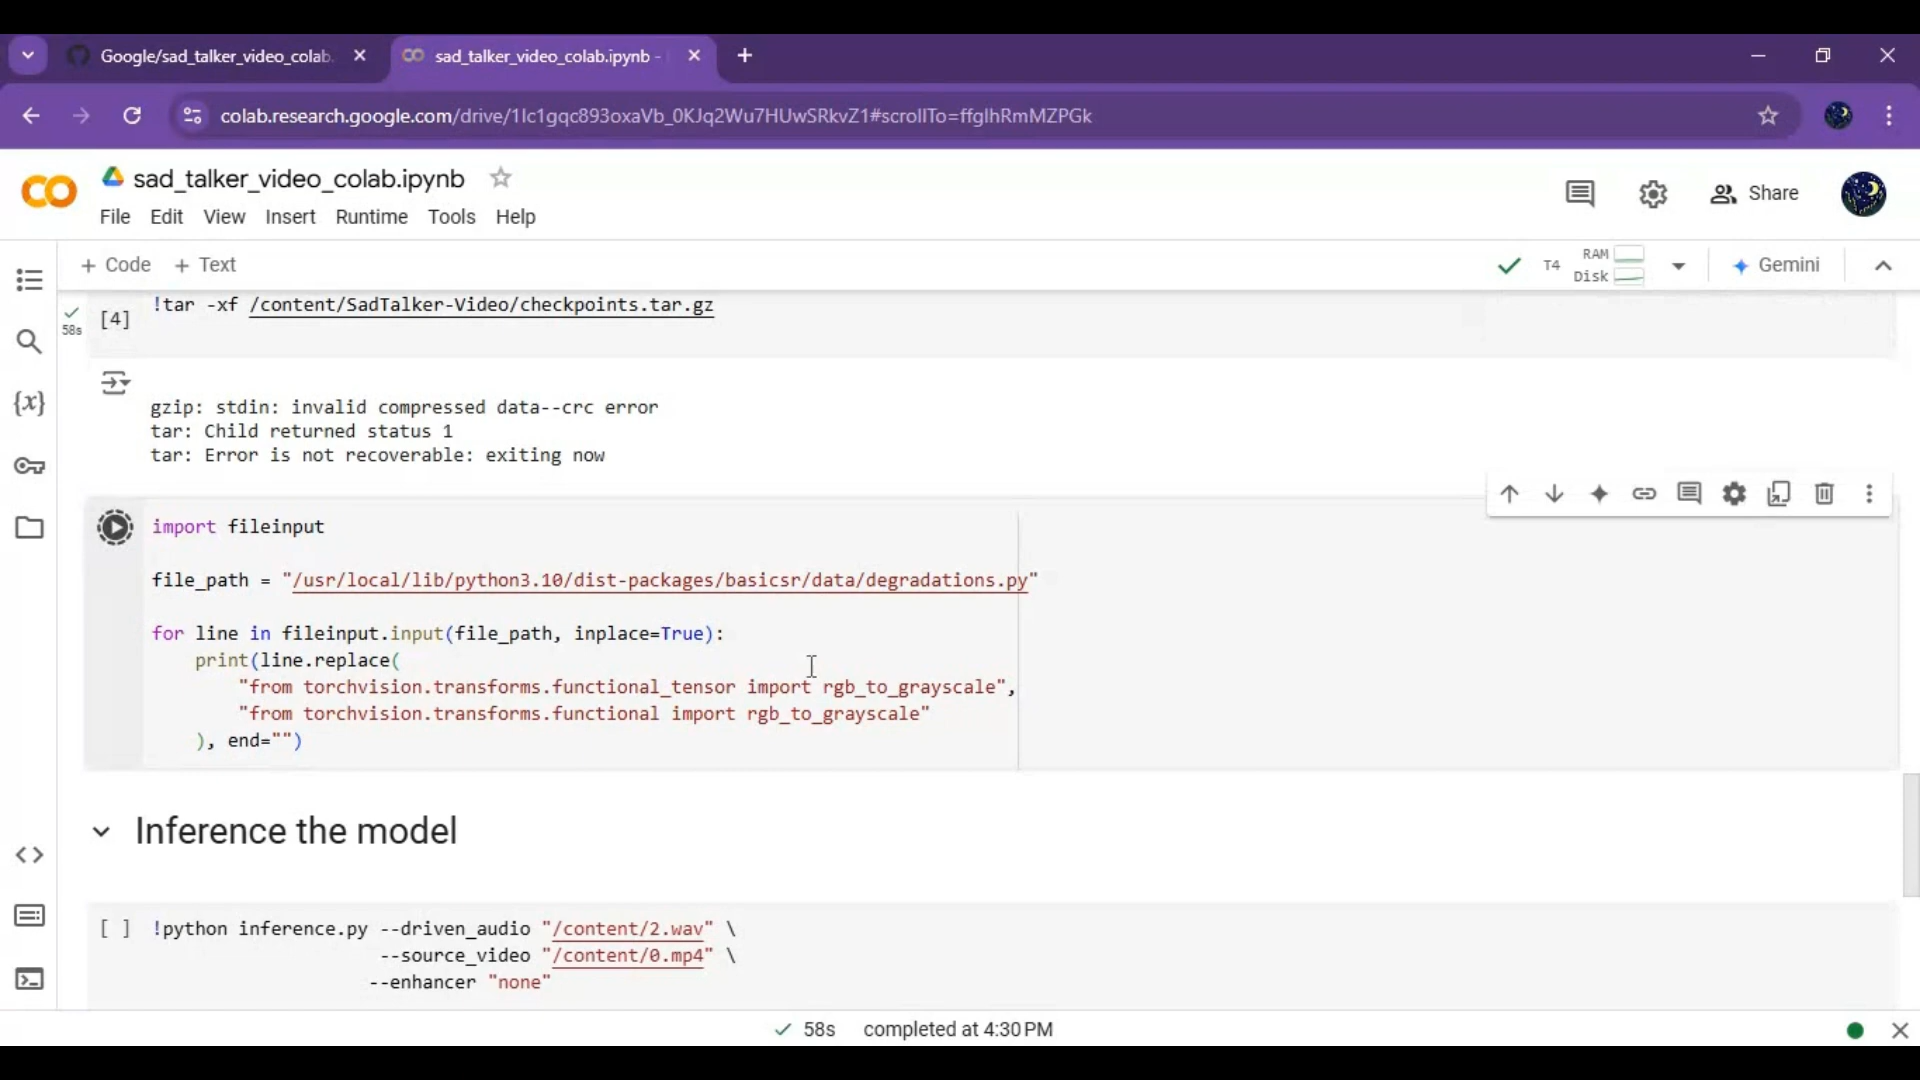 Google/sad_talker_video_colab.
sad_talker_video_colab.ipynb -
colab.research.google.com/drive/1lc1gqc893oxaVb_0KJq2Wu7HUwSRkvZ1#scrollTo=ffglhRmMZPGk
sad_talker_video_colab.ipynb
Share
File Edit View Insert Runtime Tools Help
+ Code + Text
T4
RAM
Disk
Gemini
58s
[4]
!tar -xf /content/SadTalker-Video/checkpoints.tar.gz
gzip: stdin: invalid compressed data--crc error
tar: Child returned status 1
tar: Error is not recoverable: exiting now
import fileinput
file_path = "/usr/local/lib/python3.10/dist-packages/basicsr/data/degradations.py"
for line in fileinput.input(file_path, inplace=True):
print(line.replace(
"from torchvision.transforms.functional_tensor import rgb_to_grayscale",
"from torchvision.transforms.functional import rgb_to_grayscale"
), end="")
Inference the model
[ ] !python inference.py --driven_audio "/content/2.wav" \
--source_video "/content/0.mp4" \
--enhancer "none"
58s completed at 4:30 PM